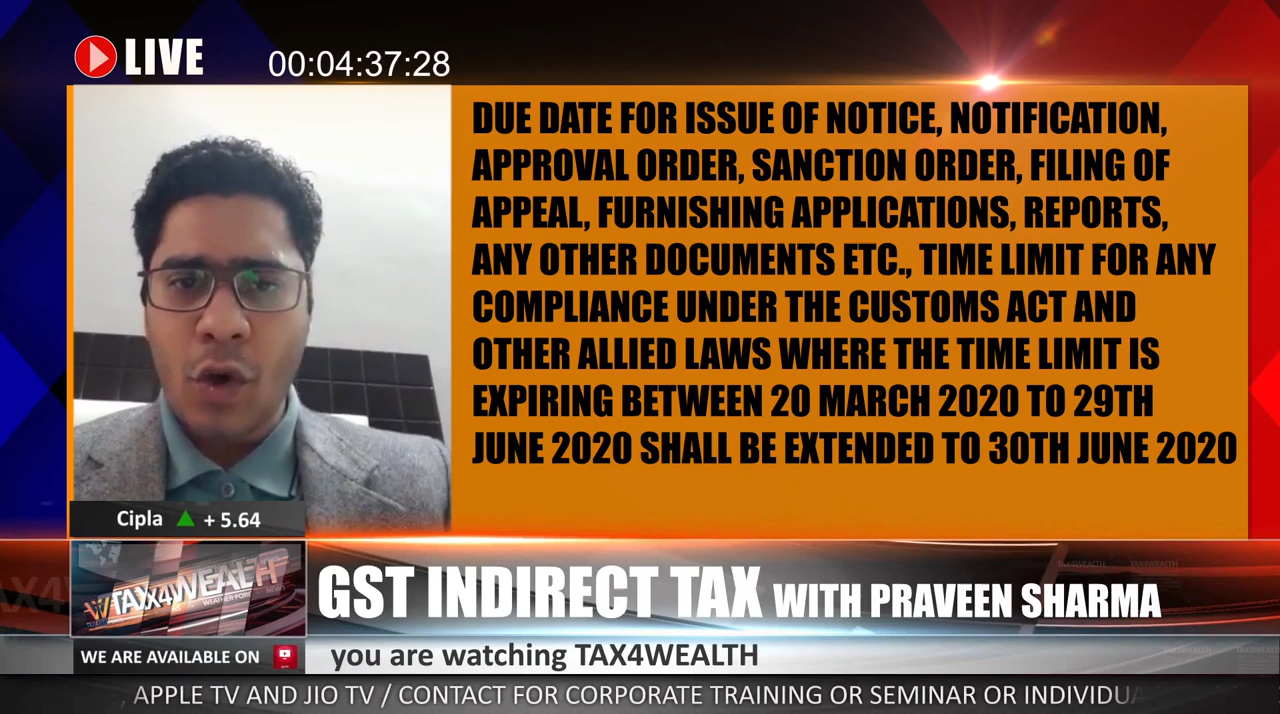 LIVE
00:04:37:28
DUE DATE FOR ISSUE OF NOTICE, NOTIFICATION,
APPROVAL ORDER, SANCTION ORDER, FILING OF
APPEAL, FURNISHING APPLICATIONS, REPORTS,
ANY OTHER DOCUMENTS ETC., TIME LIMIT FOR ANY
COMPLIANCE UNDER THE CUSTOMS ACT AND
OTHER ALLIED LAWS WHERE THE TIME LIMIT IS
EXPIRING BETWEEN 20 MARCH 2020 TO 29TH
JUNE 2020 SHALL BE EXTENDED TO 30TH JUNE 2020
Cipla ▲ + 5.64
TAX4WEALTH
GST INDIRECT TAX WITH PRAVEEN SHARMA
WE ARE AVAILABLE ON
you are watching TAX4WEALTH
, APPLE TV AND JIO TV / CONTACT FOR CORPORATE TRAINING OR SEMINAR OR